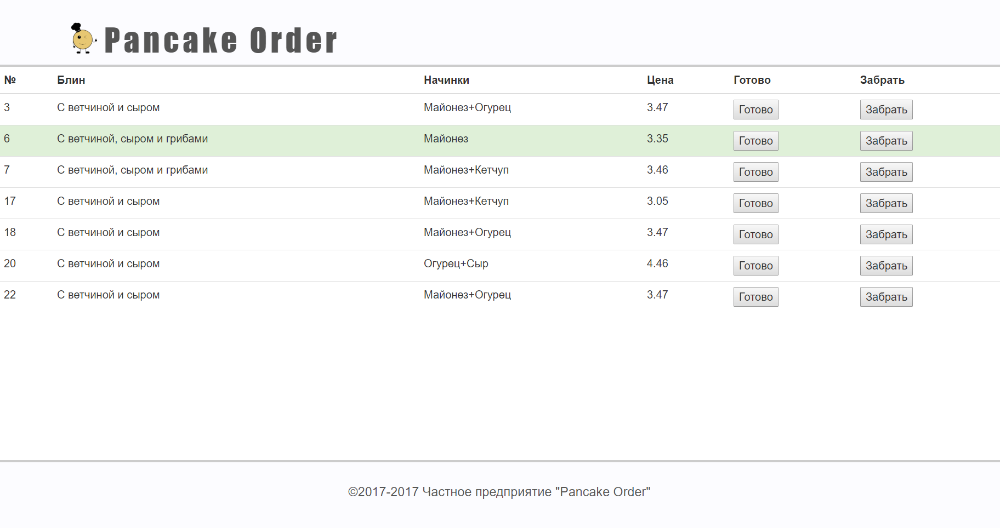 Pancake Order
№ Блин Начинки Цена Готово Забрать
3 С ветчиной и сыром Майонез+Огурец 3.47 Готово Забрать
6 С ветчиной, сыром и грибами Майонез 3.35 Готово Забрать
7 С ветчиной, сыром и грибами Майонез+Кетчуп 3.46 Готово Забрать
17 С ветчиной и сыром Майонез+Кетчуп 3.05 Готово Забрать
18 С ветчиной и сыром Майонез+Огурец 3.47 Готово Забрать
20 С ветчиной и сыром Огурец+Сыр 4.46 Готово Забрать
22 С ветчиной и сыром Майонез+Огурец 3.47 Готово Забрать
©2017-2017 Частное предприятие "Pancake Order"